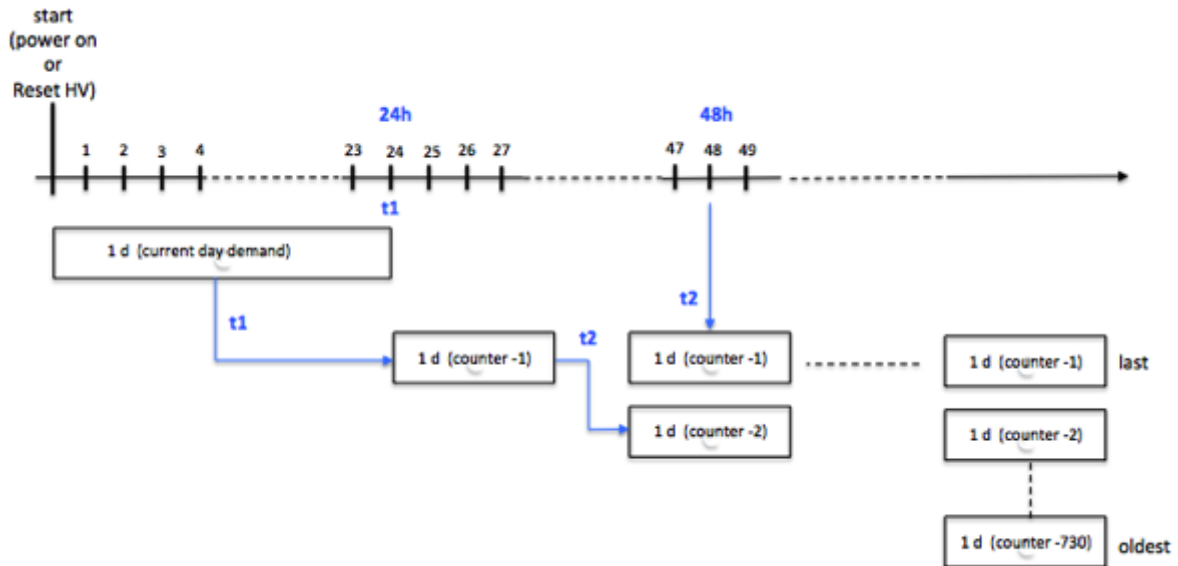 start
(power on
or
Reset HV)
24h
48h
1 2 3 4 23 24 25 26 27 47 48 49
t1
1 d (current day demand)
t1
t2
t2
1 d (counter -1)
1 d (counter -1)
1 d (counter -1)
last
1 d (counter -2)
1 d (counter -2)
1 d (counter -730)
oldest